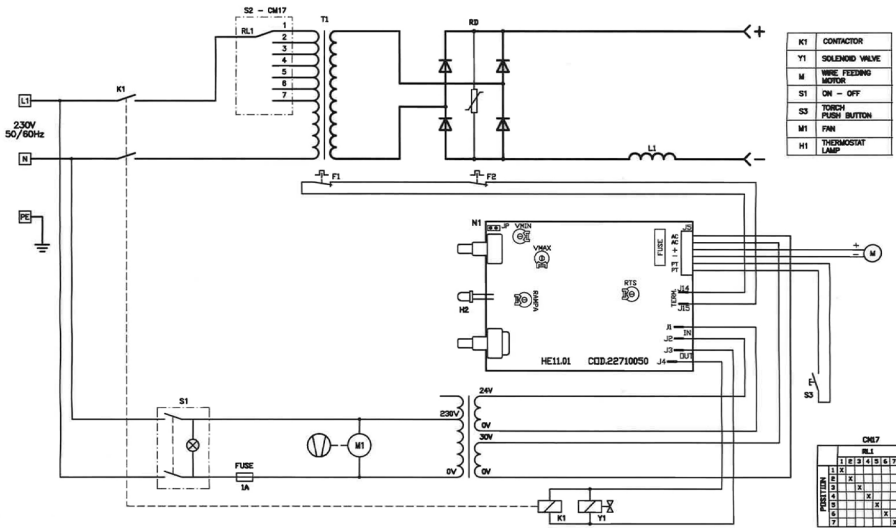 S2 - CM17
T1
RL1
1
2
3
4
5
6
7
RD
+
K1
L1
230V
50/60Hz
N
PE
L1
-
F1
F2
K1 CONTACTOR
Y1 SOLENOID VALVE
M WIRE FEEDING MOTOR
S1 ON - OFF
S3 TORCH PUSH BUTTON
M1 FAN
H1 THERMOSTAT LAMP
N1
JP
VMIN
VMAX
FUSE
AC
AC
+
-
PT
PT
+
-
M
H2
RAMPA
RTS
TERM.
J14
J15
J1
IN
J2
J3
OUT
J4
HE11.01 COD.22710050
S3
S1
FUSE
1A
M1
230V
0V
24V
0V
30V
0V
K1
Y1
CM17
RL1
1 2 3 4 5 6 7
POSITION
1 X
2 X
3 X
4 X
5 X
6 X
7